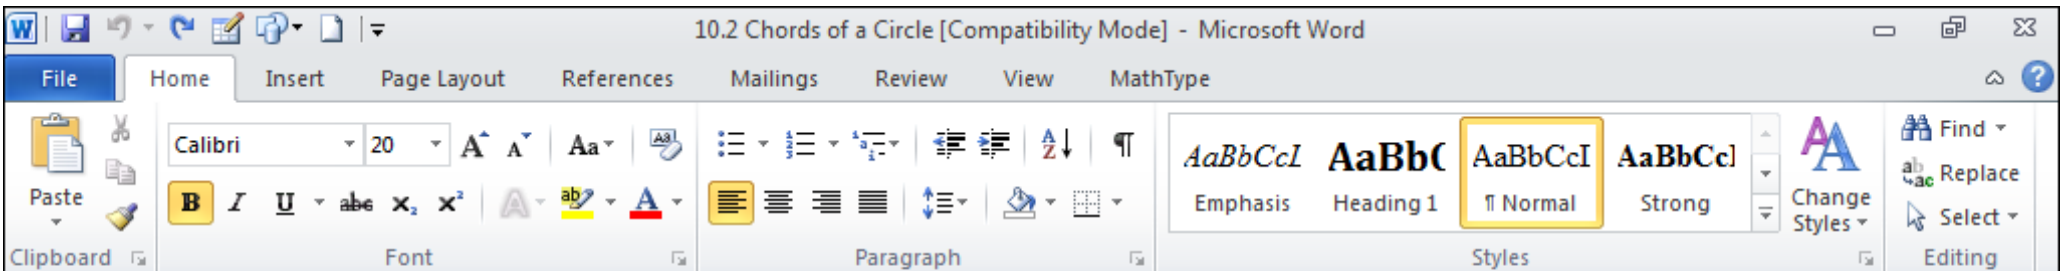 10.2 Chords of a Circle [Compatibility Mode] - Microsoft Word
File Home Insert Page Layout References Mailings Review View MathType
Calibri 20 A A Aa
AaBbCcI AaBb( AaBbCcI AaBbCcl
Find
Replace
Select
Paste
B I U abc x₂ x² A ab A
Emphasis Heading 1 ¶ Normal Strong
Change
Styles
Clipboard Font Paragraph Styles Editing